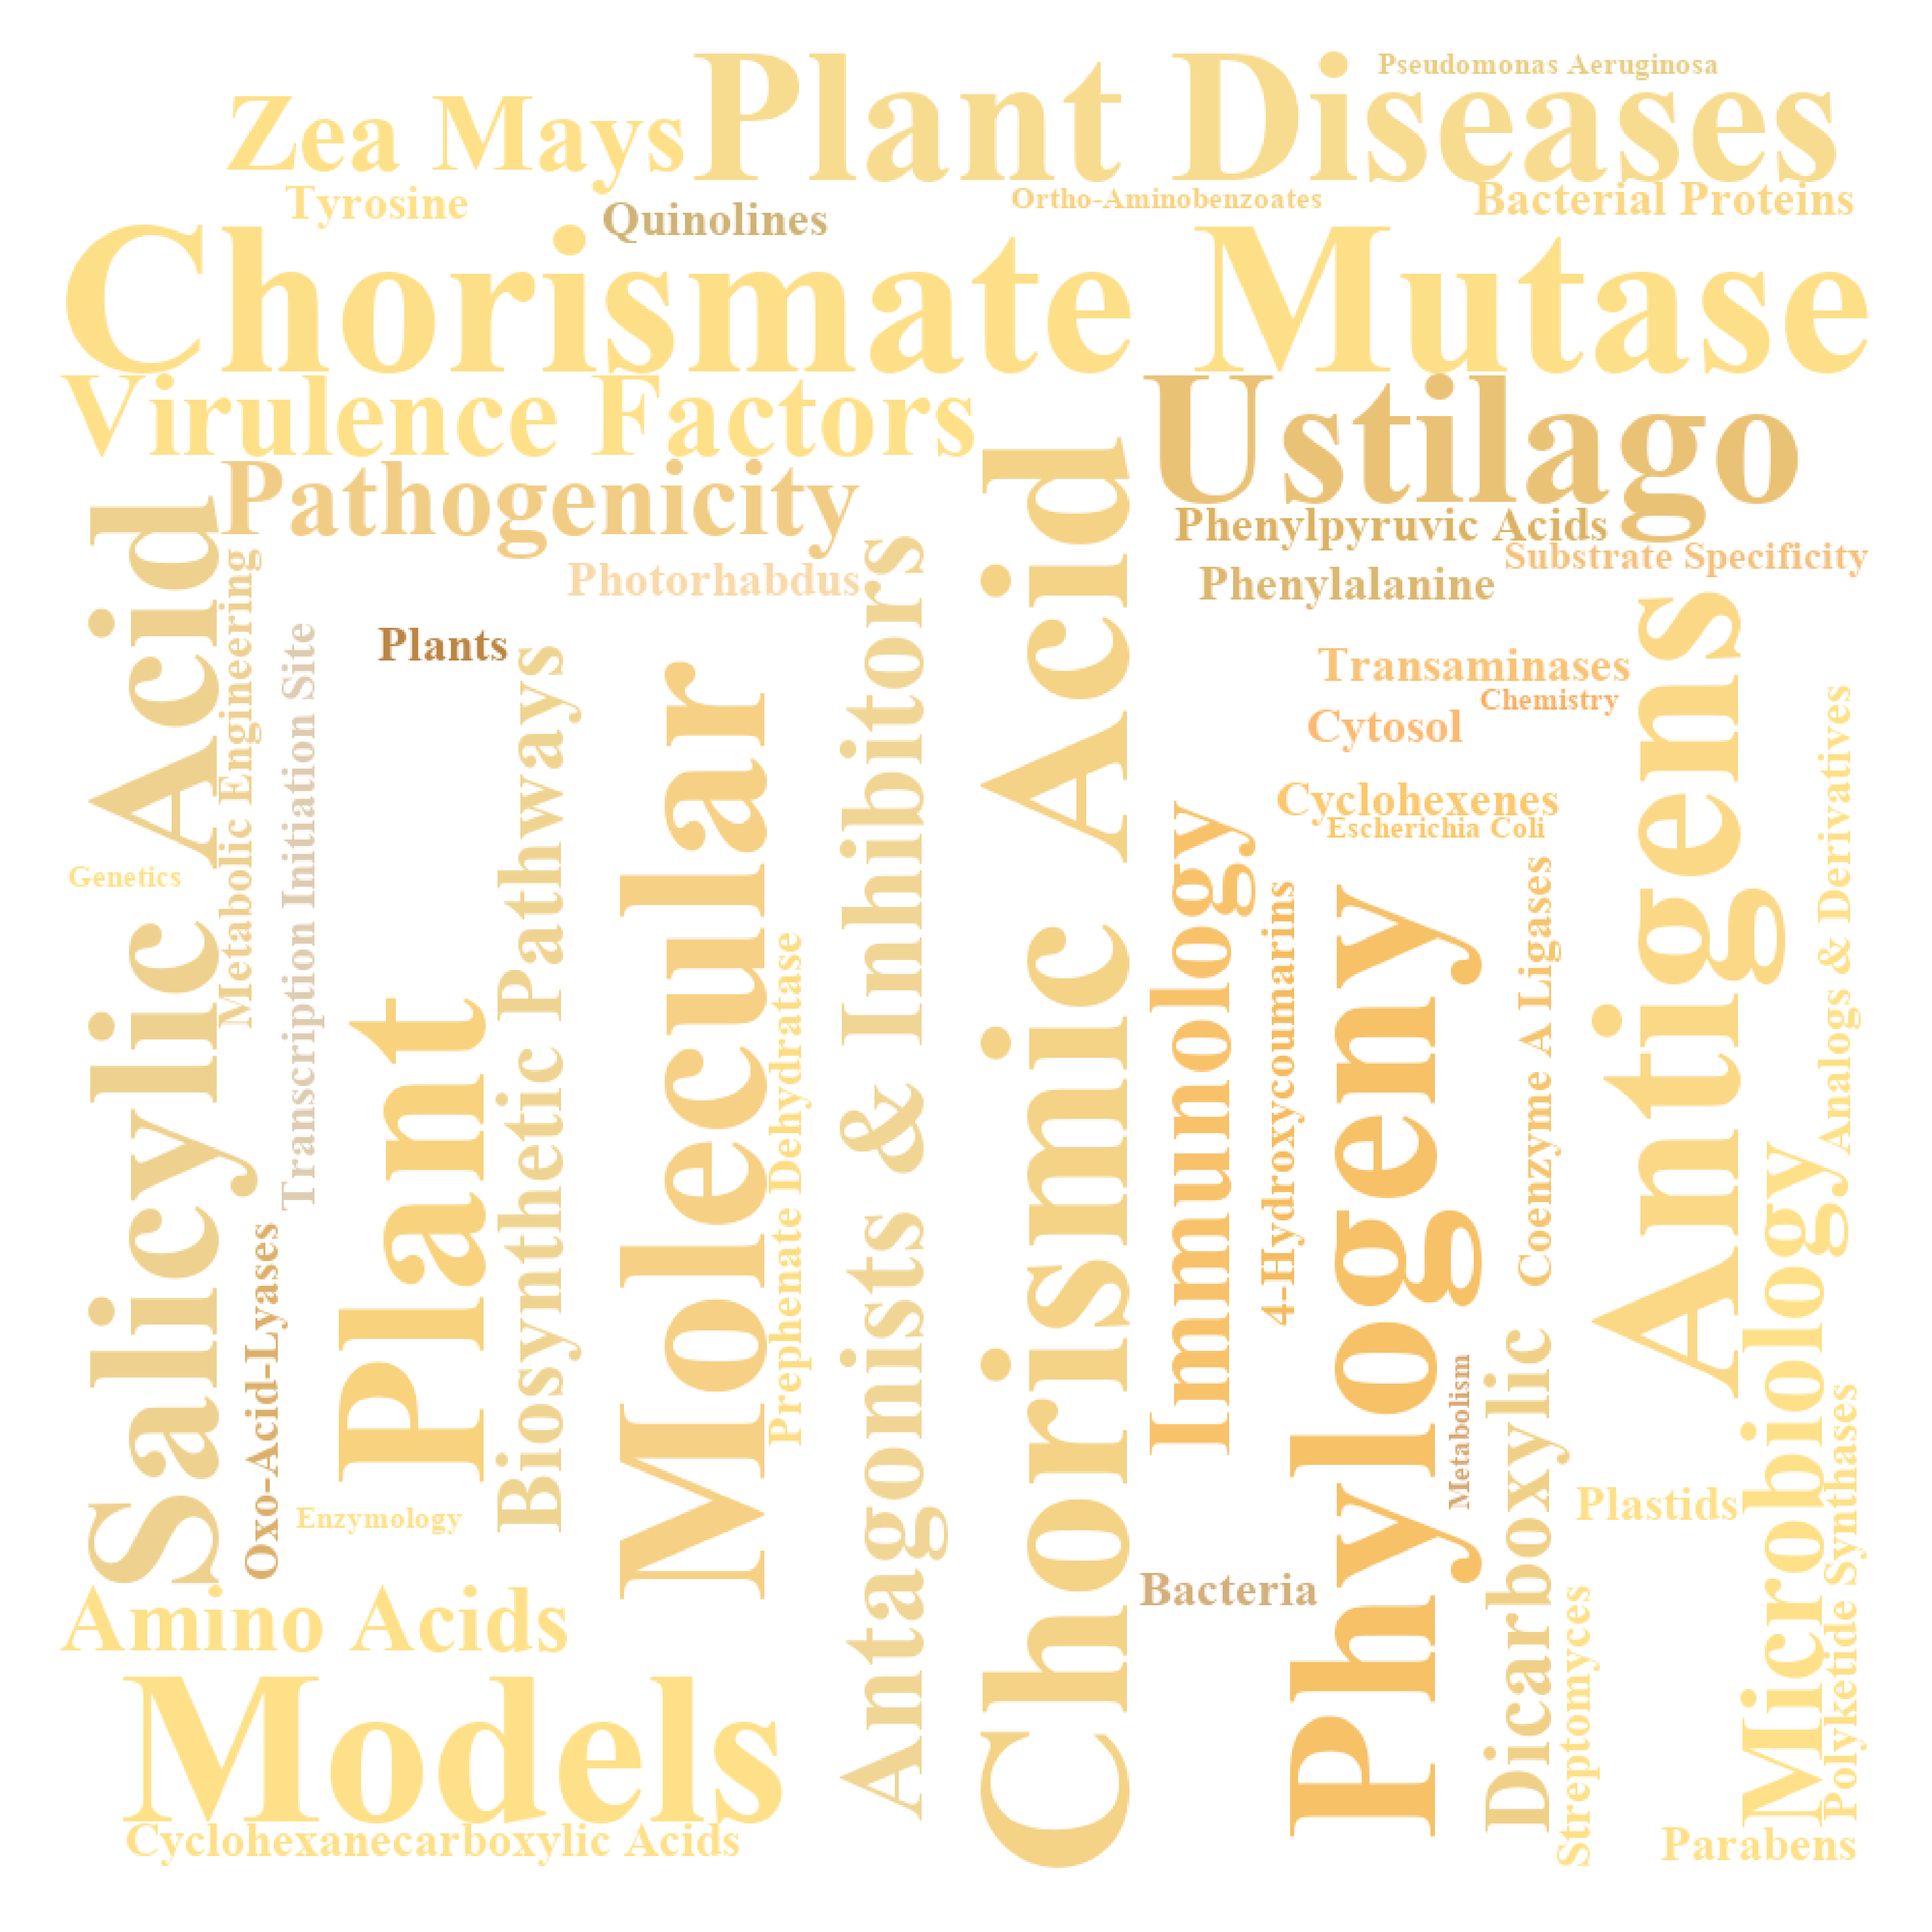 Pseudomonas Aeruginosa
Plant Diseases
Zea Mays
Tyrosine
Quinolines
Ortho-Aminobenzoates
Bacterial Proteins
Chorismate Mutase
Virulence Factors
Ustilago
Pathogenicity
Phenylpyruvic Acids
Substrate Specificity
Photorhabdus
Phenylalanine
Plants
Transaminases
Chemistry
Cytosol
Cyclohexenes
Escherichia Coli
Genetics
Salicylic Acid
Metabolic Engineering
Transcription Initiation Site
Oxo-Acid-Lyases
Plant
Biosynthetic Pathways
Molecular
Prephenate Dehydratase
Antagonists & Inhibitors
Chorismic Acid
Immunology
4-Hydroxycoumarins
Phylogeny
Metabolism
Coenzyme A Ligases
Dicarboxylic
Streptomyces
Antigens
Microbiology
Analogs & Derivatives
Polyketide Synthases
Plastids
Enzymology
Bacteria
Amino Acids
Models
Cyclohexanecarboxylic Acids
Parabens